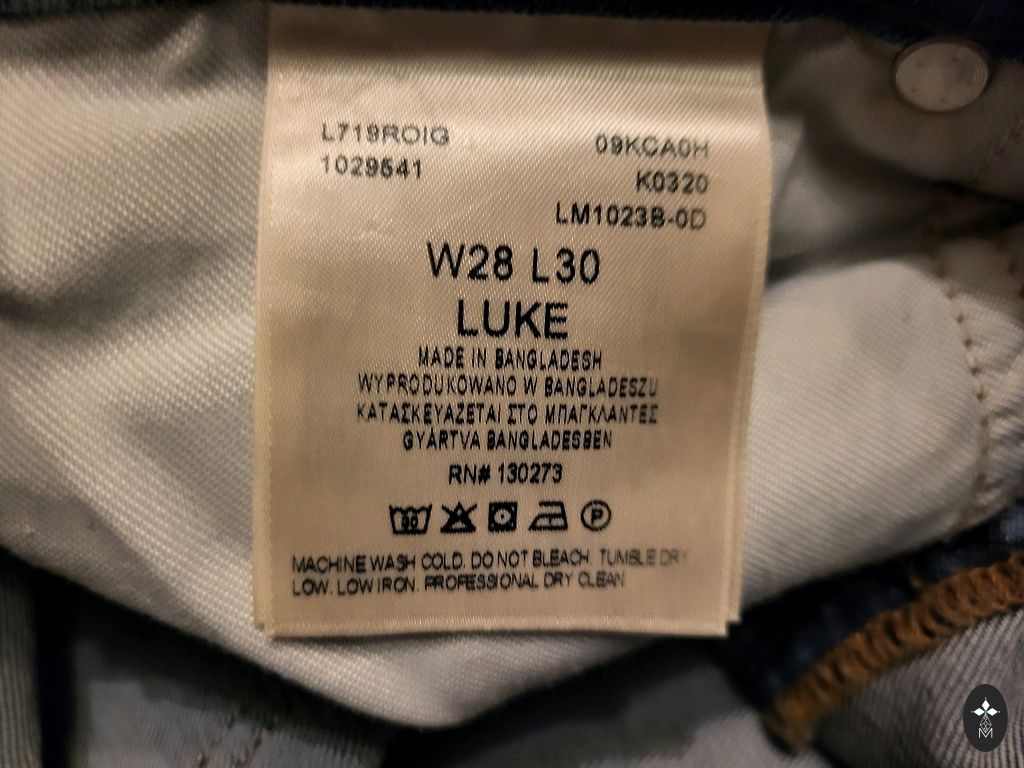 L719ROIG
1029541
09KCA0H
K0320
LM1023B-0D
W28 L30
LUKE
MADE IN BANGLADESH
WYPRODUKOWANO W BANGLADESZU
ΚΑΤΑΣΚΕΥΑΖΕΤΑΙ ΣΤΟ ΜΠΑΓΚΛΑΝΤΕΣ
GYÁRTVA BANGLADESBEN
RN# 130273
30
P
MACHINE WASH COLD. DO NOT BLEACH. TUMBLE DRY
LOW. LOW IRON. PROFESSIONAL DRY CLEAN
M